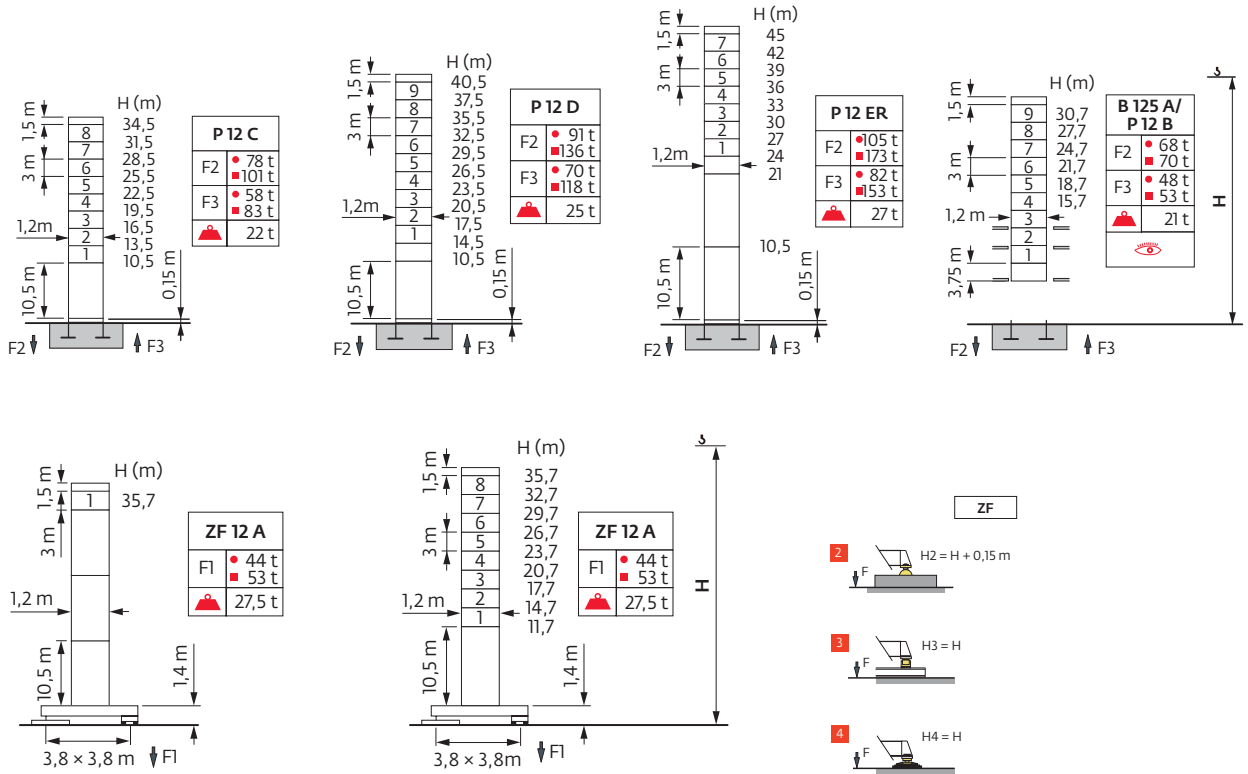 H (m)
34,5
31,5
28,5
25,5
22,5
19,5
16,5
13,5
10,5
1,5 m
3 m
1,2m
10,5 m
0,15 m
8
7
6
5
4
3
2
1
F2
F3
P 12 C
F2 78 t
101 t
F3 58 t
83 t
22 t
H (m)
40,5
37,5
35,5
32,5
29,5
26,5
23,5
20,5
17,5
14,5
10,5
1,5 m
3 m
1,2m
10,5 m
0,15 m
9
8
7
6
5
4
3
2
1
F2
F3
P 12 D
F2 91 t
136 t
F3 70 t
118 t
25 t
H (m)
45
42
39
36
33
30
27
24
21
10,5
1,5 m
3 m
1,2m
10,5 m
0,15 m
7
6
5
4
3
2
1
F2
F3
P 12 ER
F2 105 t
173 t
F3 82 t
153 t
27 t
H (m)
30,7
27,7
24,7
21,7
18,7
15,7
1,5 m
3 m
1,2 m
3,75 m
9
8
7
6
5
4
3
2
1
F2
F3
B 125 A/
P 12 B
F2 68 t
70 t
F3 48 t
53 t
21 t
H
H (m)
35,7
1,5 m
1
3 m
1,2 m
10,5 m
1,4 m
3,8 × 3,8 m
F1
ZF 12 A
F1 44 t
53 t
27,5 t
H (m)
35,7
32,7
29,7
26,7
23,7
20,7
17,7
14,7
11,7
1,5 m
3 m
1,2 m
10,5 m
1,4 m
8
7
6
5
4
3
2
1
3,8 × 3,8m
F1
ZF 12 A
F1 44 t
53 t
27,5 t
H
ZF
2
F
H2 = H + 0,15 m
3
F
H3 = H
4
F
H4 = H